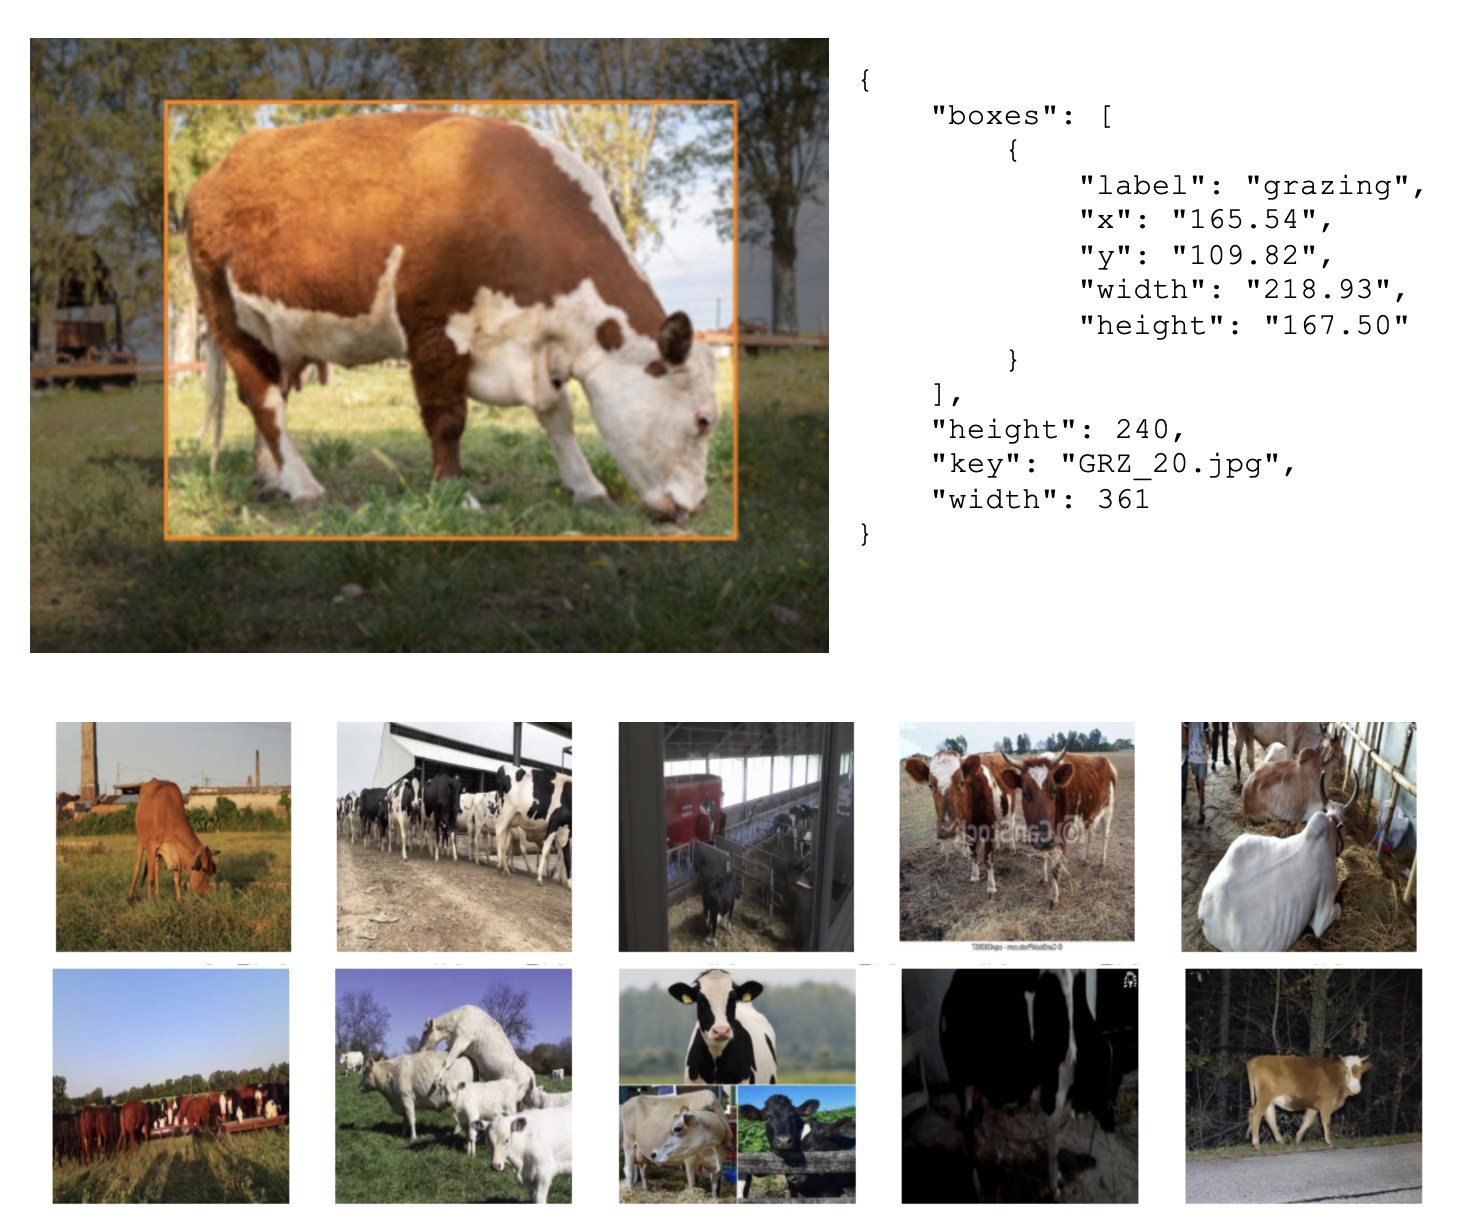 {
"boxes": [
{
"label": "grazing",
"x": "165.54",
"y": "109.82",
"width": "218.93",
"height": "167.50"
}
],
"height": 240,
"key": "GRZ_20.jpg",
"width": 361
}